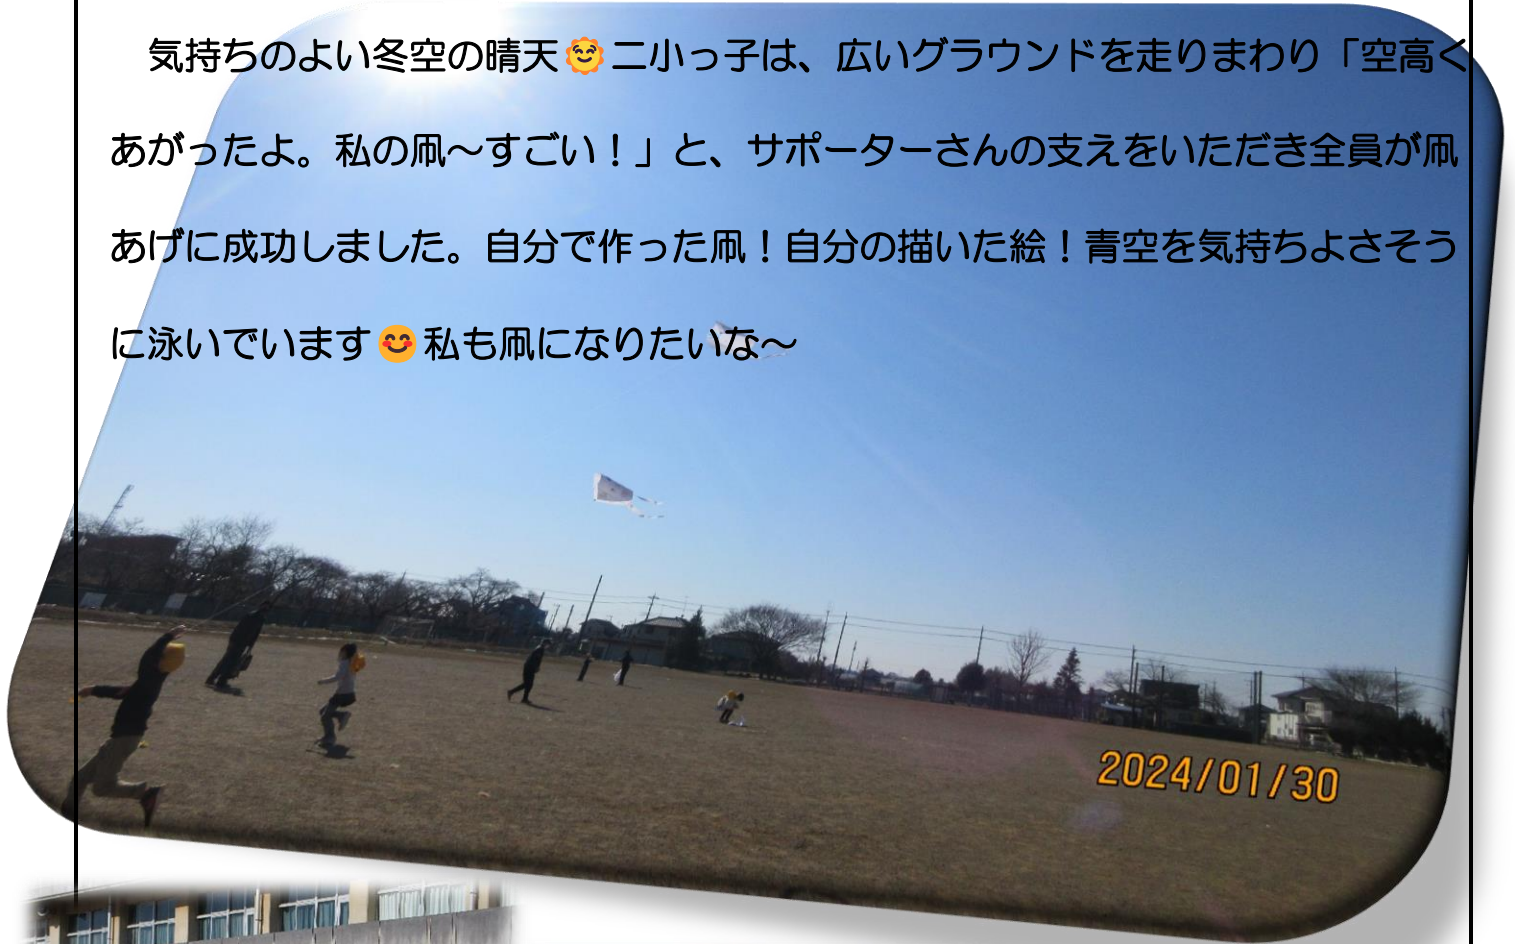 気持ちのよい冬空の晴天🌞二小っ子は、広いグラウンドを走りまわり「空高く
あがったよ。私の凧～すごい！」と、サポーターさんの支えをいただき全員が凧
あげに成功しました。自分で作った凧！自分の描いた絵！青空を気持ちよさそう
に泳いでいます😊私も凧になりたいな～
2024/01/30